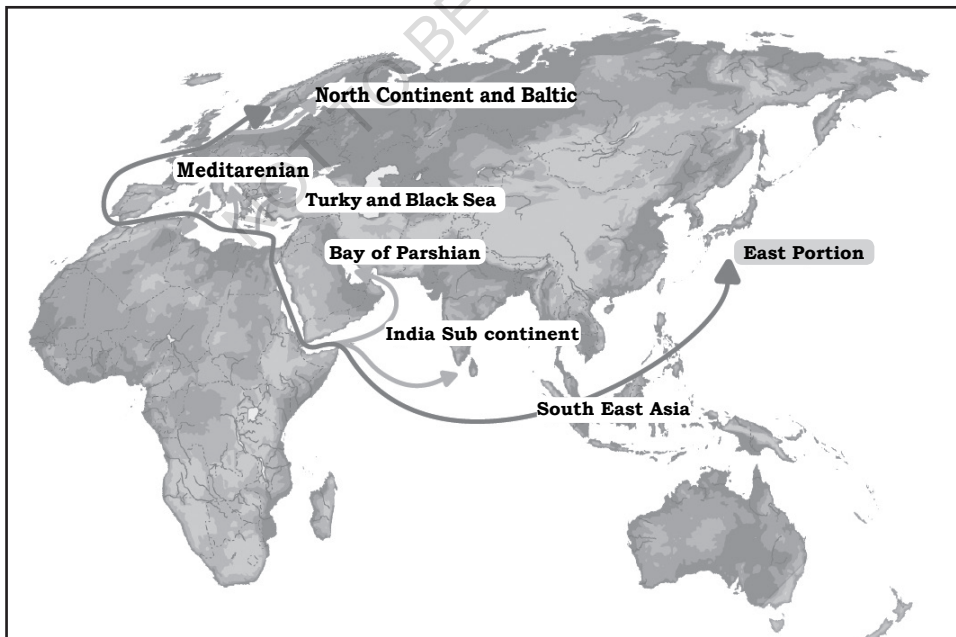 North Continent and Baltic
Meditarenian
Turky and Black Sea
Bay of Parshian
East Portion
India Sub continent
South East Asia